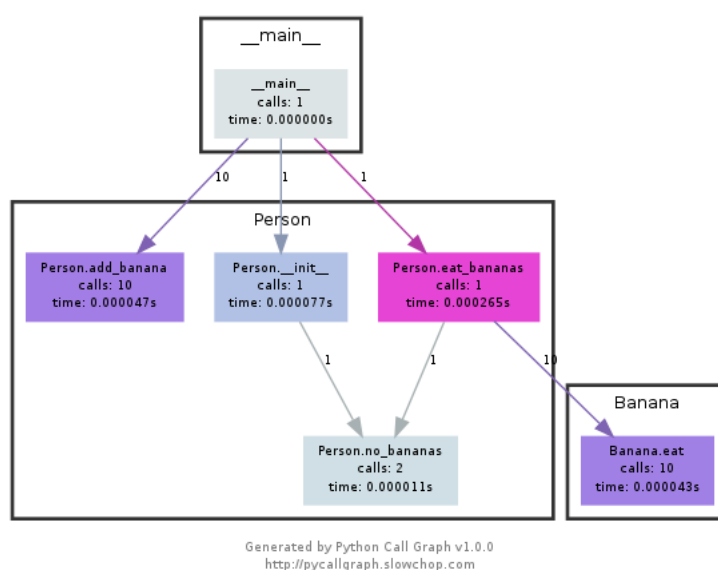 __main__
__main__
calls: 1
time: 0.000000s
10
1
1
Person
Person.add_banana
calls: 10
time: 0.000047s
Person.__init__
calls: 1
time: 0.000077s
Person.eat_bananas
calls: 1
time: 0.000265s
1
1
10
Banana
Person.no_bananas
calls: 2
time: 0.000011s
Banana.eat
calls: 10
time: 0.000043s
Generated by Python Call Graph v1.0.0
http://pycallgraph.slowchop.com